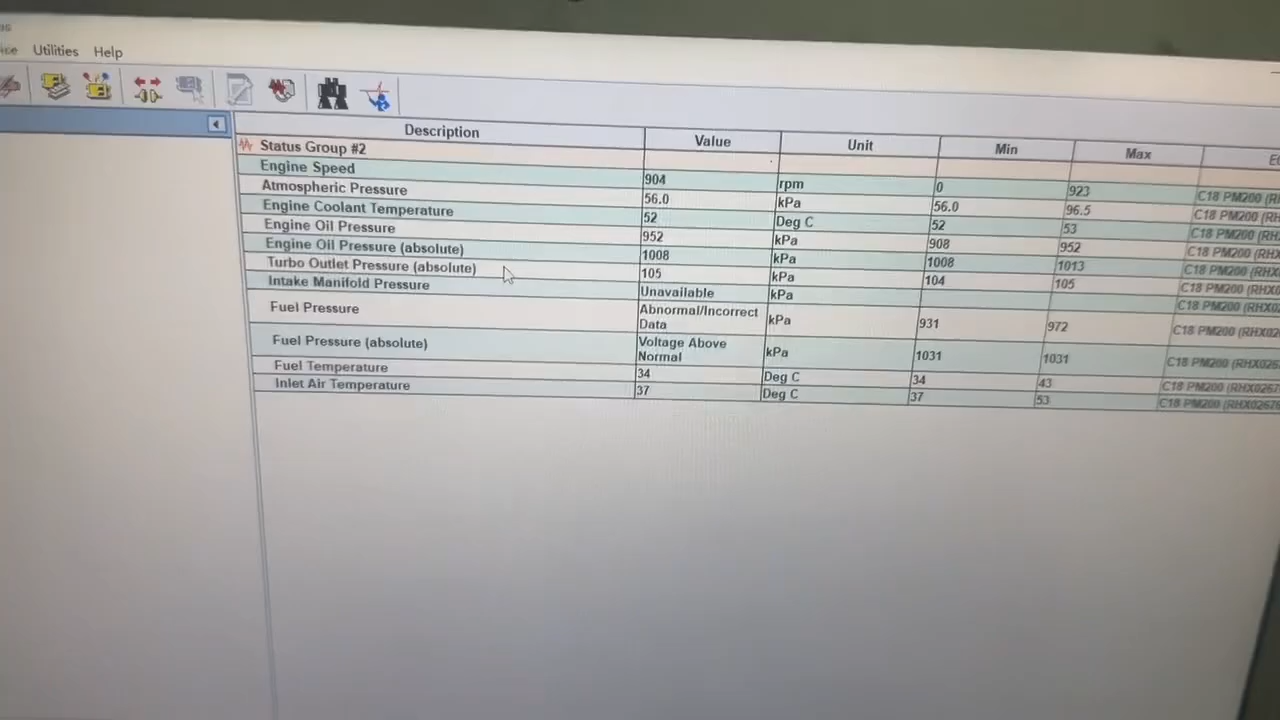 Utilities Help
Description Value Unit Min Max
Status Group #2
Engine Speed 904 rpm 0 923 C18 PM200
Atmospheric Pressure 56.0 kPa 56.0 96.5 C18 PM200
Engine Coolant Temperature 52 Deg C 52 53 C18 PM200
Engine Oil Pressure 952 kPa 908 952 C18 PM200
Engine Oil Pressure (absolute) 1008 kPa 1008 1013 C18 PM200
Turbo Outlet Pressure (absolute) 105 kPa 104 105 C18 PM200
Intake Manifold Pressure Unavailable kPa C18 PM200
Fuel Pressure Abnormal/Incorrect Data kPa 931 972 C18 PM200
Fuel Pressure (absolute) Voltage Above Normal kPa 1031 1031 C18 PM200
Fuel Temperature 34 Deg C 34 43 C18 PM200
Inlet Air Temperature 37 Deg C 37 53 C18 PM200